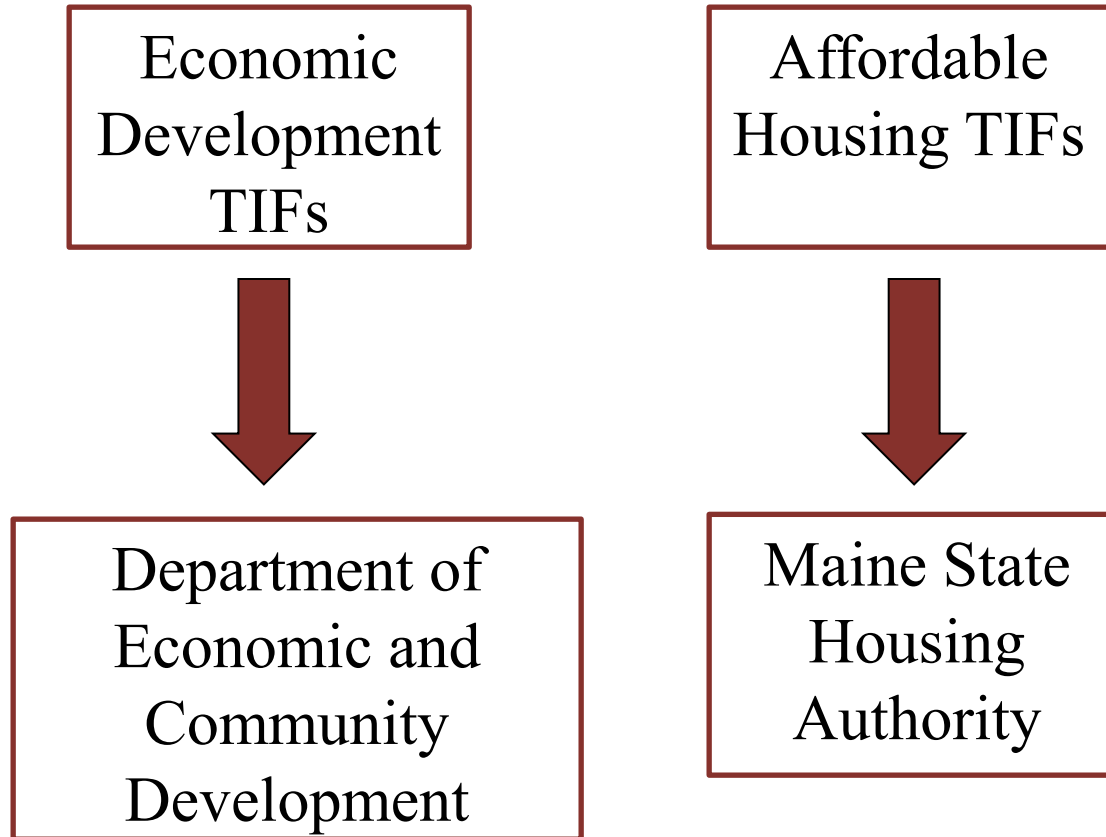 Economic
Development
TIFs
Affordable
Housing TIFs
Department of
Economic and
Community
Development
Maine State
Housing
Authority